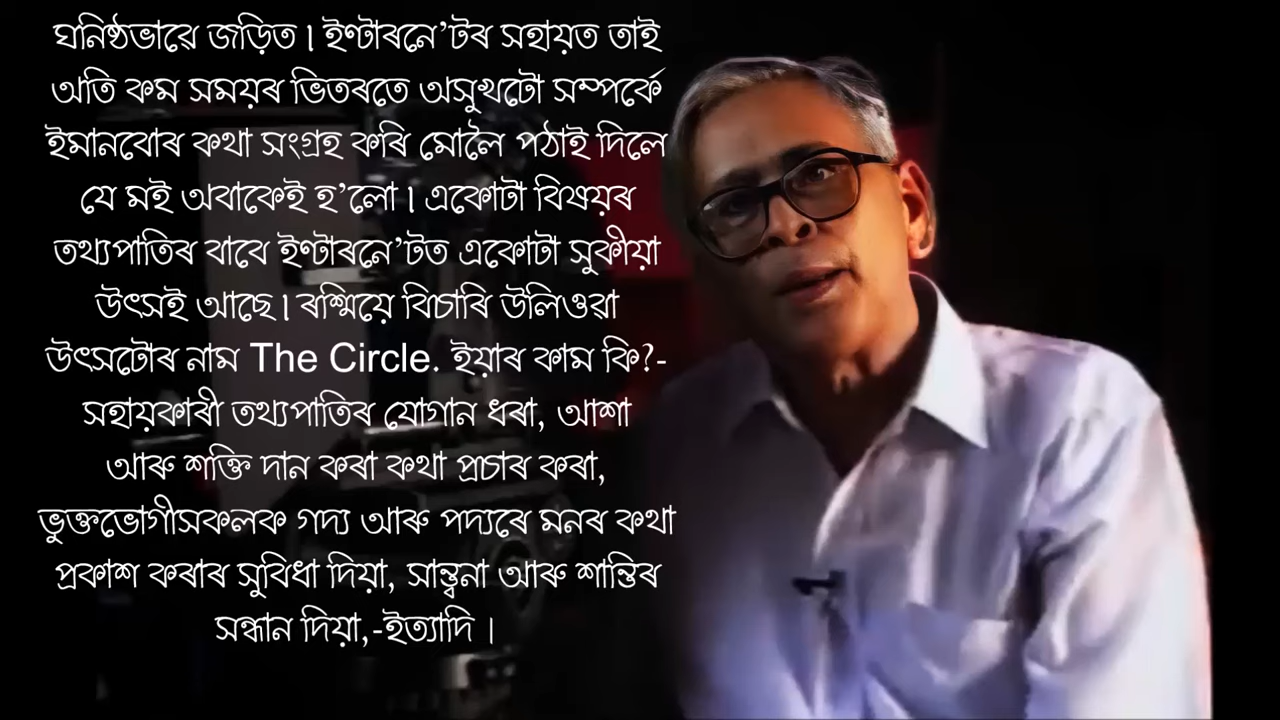 ঘনিষ্ঠভাৱে জড়িত। ইণ্টাৰনে’টৰ সহায়ত তাই
অতি কম সময়ৰ ভিতৰতে অসুখটো সম্পৰ্কে
ইমানবোৰ কথা সংগ্ৰহ কৰি মোলৈ পঠাই দিলে
যে মই অবাকেই হ’লো। একোটা বিষয়ৰ
তথ্যপাতিৰ বাবে ইণ্টাৰনে’টত একোটা সুকীয়া
উৎসই আছে। ৰশ্মিয়ে বিচাৰি উলিওৱা
উৎসটোৰ নাম The Circle. ইয়াৰ কাম কি?-
সহায়কাৰী তথ্যপাতিৰ যোগান ধৰা, আশা
আৰু শক্তি দান কৰা কথা প্ৰচাৰ কৰা,
ভুক্তভোগীসকলক গদ্য আৰু পদ্যৰে মনৰ কথা
প্ৰকাশ কৰাৰ সুবিধা দিয়া, সান্ত্বনা আৰু শান্তিৰ
সন্ধান দিয়া,-ইত্যাদি।